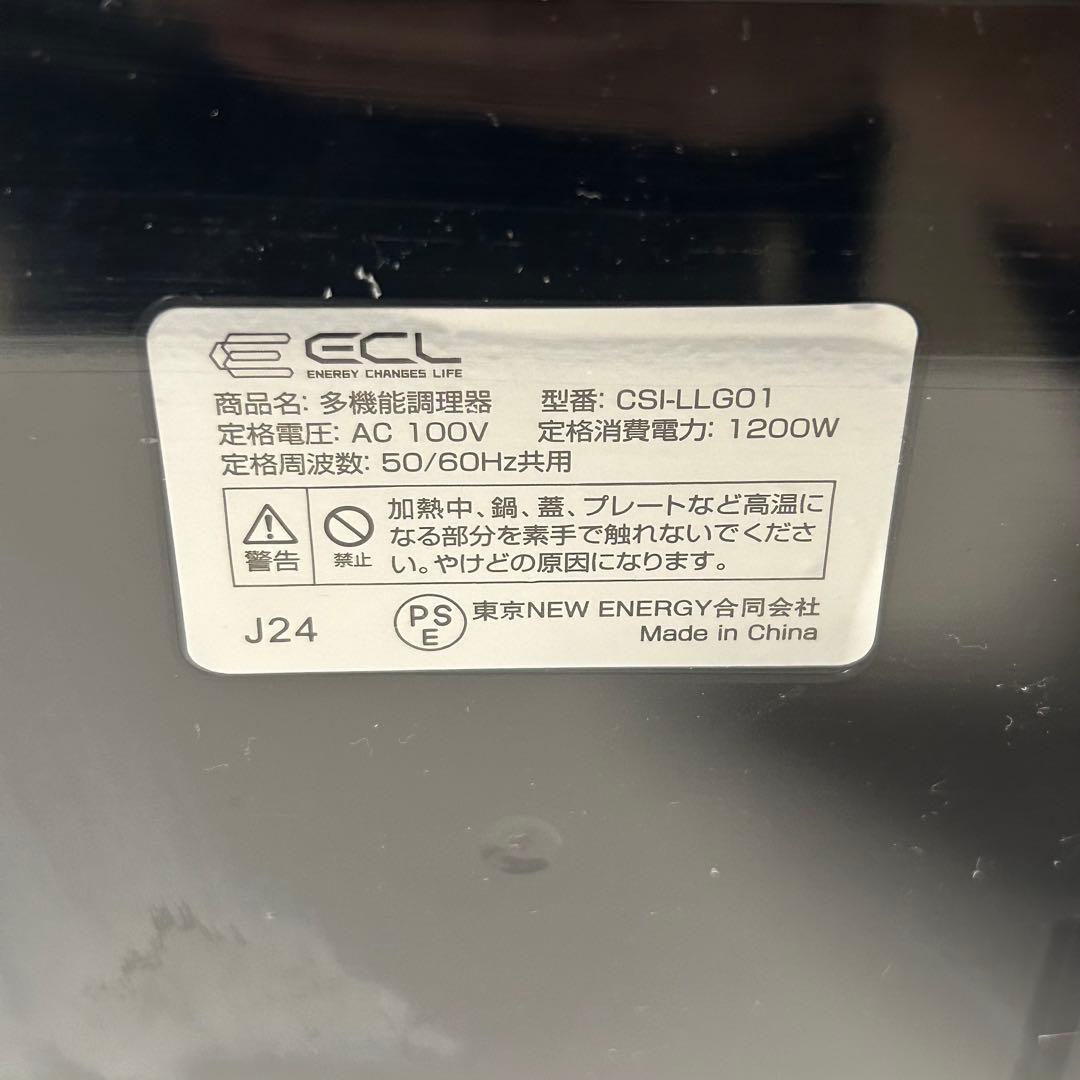 ECL
ENERGY CHANGES LIFE
商品名: 多機能調理器 型番: CSI-LLG01
定格電圧: AC 100V 定格消費電力: 1200W
定格周波数: 50/60Hz共用
警告
禁止
加熱中、鍋、蓋、プレートなど高温に
なる部分を素手で触れないでくださ
い。やけどの原因になります。
J24
PS
E
東京NEW ENERGY合同会社
Made in China